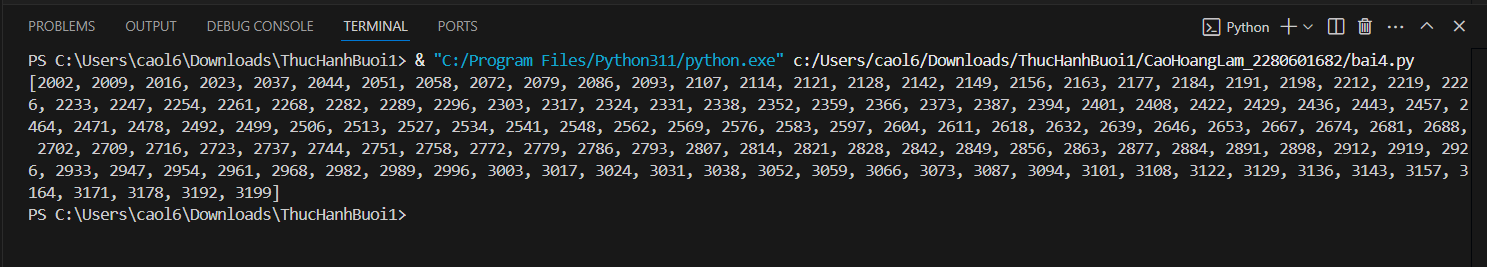 PROBLEMS OUTPUT DEBUG CONSOLE TERMINAL PORTS Python
PS C:\Users\caol6\Downloads\ThucHanhBuoi1> & "C:/Program Files/Python311/python.exe" c:/Users/caol6/Downloads/ThucHanhBuoi1/CaoHoangLam_2280601682/bai4.py
[2002, 2009, 2016, 2023, 2037, 2044, 2051, 2058, 2072, 2079, 2086, 2093, 2107, 2114, 2121, 2128, 2142, 2149, 2156, 2163, 2177, 2184, 2191, 2198, 2212, 2219, 222
6, 2233, 2247, 2254, 2261, 2268, 2282, 2289, 2296, 2303, 2317, 2324, 2331, 2338, 2352, 2359, 2366, 2373, 2387, 2394, 2401, 2408, 2422, 2429, 2436, 2443, 2457, 2
464, 2471, 2478, 2492, 2499, 2506, 2513, 2527, 2534, 2541, 2548, 2562, 2569, 2576, 2583, 2597, 2604, 2611, 2618, 2632, 2639, 2646, 2653, 2667, 2674, 2681, 2688,
2702, 2709, 2716, 2723, 2737, 2744, 2751, 2758, 2772, 2779, 2786, 2793, 2807, 2814, 2821, 2828, 2842, 2849, 2856, 2863, 2877, 2884, 2891, 2898, 2912, 2919, 292
6, 2933, 2947, 2954, 2961, 2968, 2982, 2989, 2996, 3003, 3017, 3024, 3031, 3038, 3052, 3059, 3066, 3073, 3087, 3094, 3101, 3108, 3122, 3129, 3136, 3143, 3157, 3
164, 3171, 3178, 3192, 3199]
PS C:\Users\caol6\Downloads\ThucHanhBuoi1>